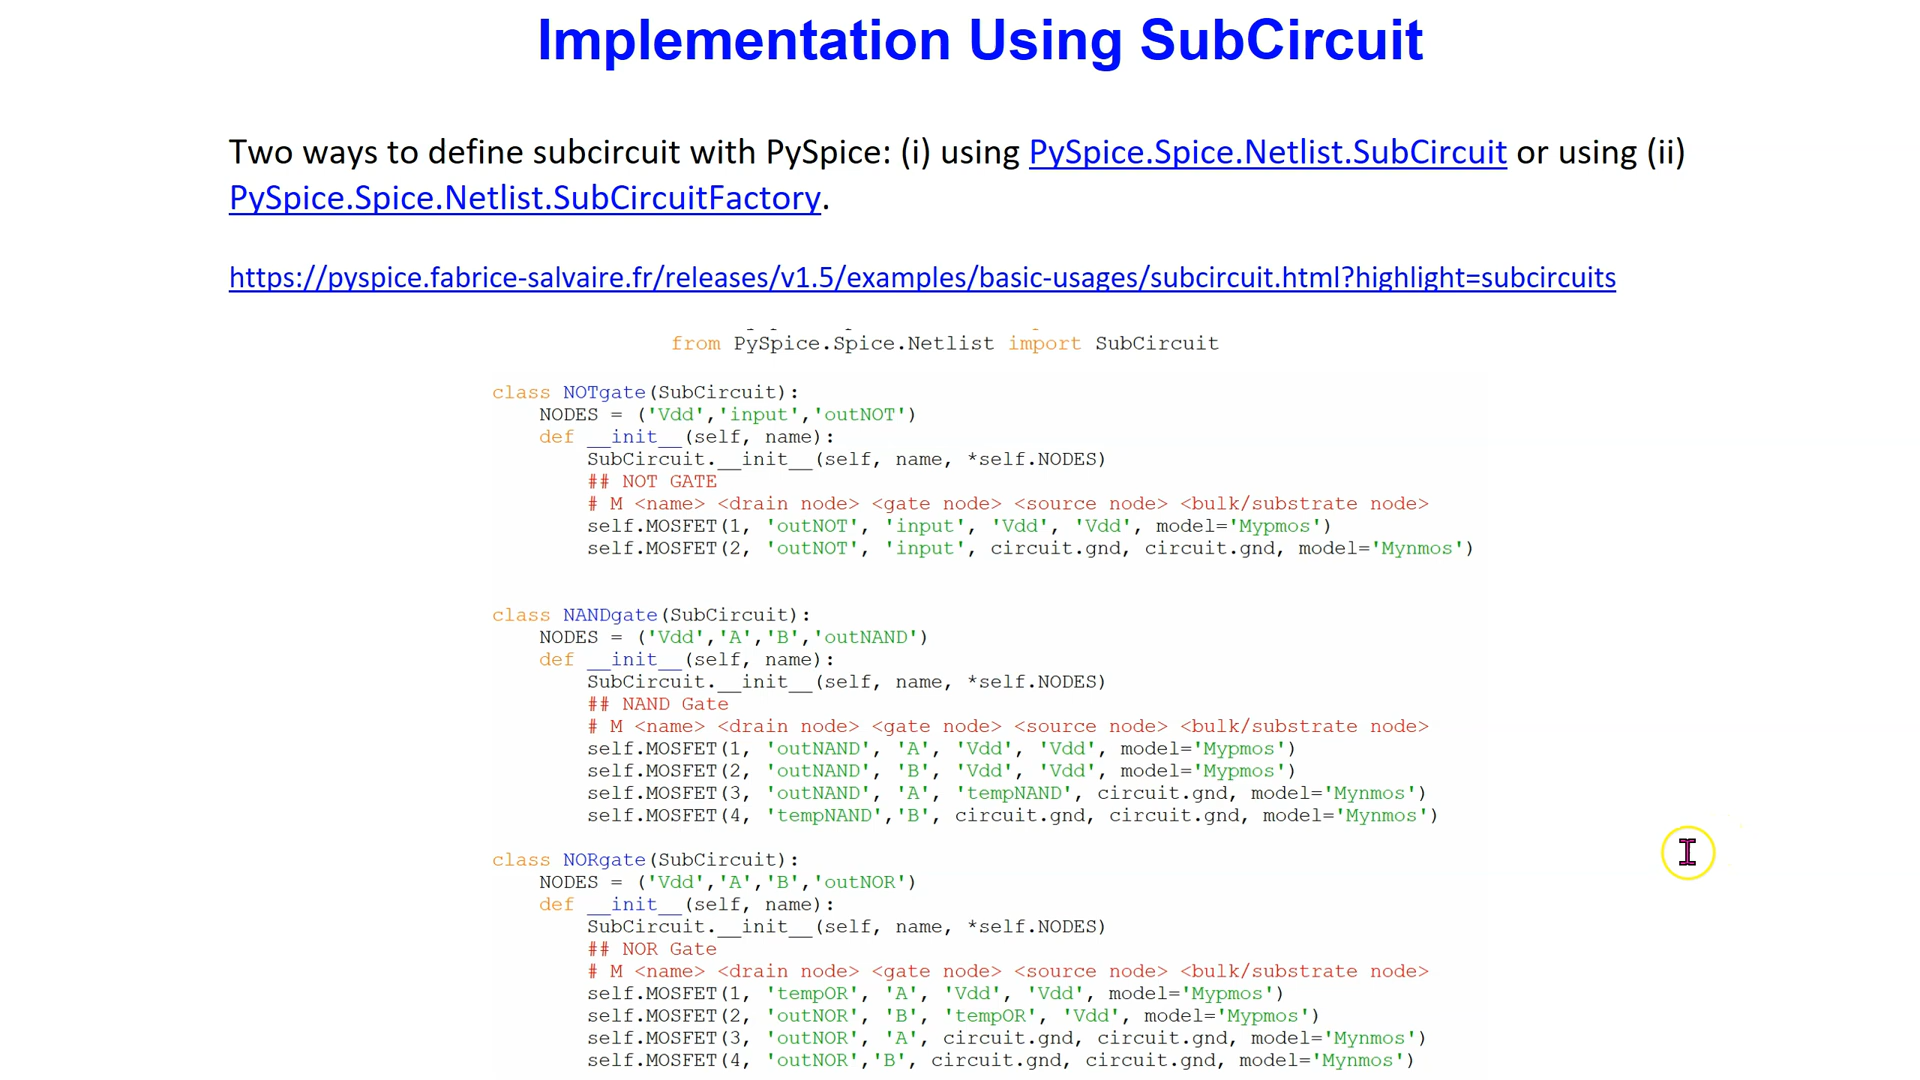 Implementation Using SubCircuit
Two ways to define subcircuit with PySpice: (i) using PySpice.Spice.Netlist.SubCircuit or using (ii)
PySpice.Spice.Netlist.SubCircuitFactory.
https://pyspice.fabrice-salvaire.fr/releases/v1.5/examples/basic-usages/subcircuit.html?highlight=subcircuits
from PySpice.Spice.Netlist import SubCircuit
class NOTgate(SubCircuit):
    NODES = ('Vdd','input','outNOT')
    def __init__(self, name):
        SubCircuit.__init__(self, name, *self.NODES)
        ## NOT GATE
        # M <name> <drain node> <gate node> <source node> <bulk/substrate node>
        self.MOSFET(1, 'outNOT', 'input', 'Vdd', 'Vdd', model='Mypmos')
        self.MOSFET(2, 'outNOT', 'input', circuit.gnd, circuit.gnd, model='Mynmos')
class NANDgate(SubCircuit):
    NODES = ('Vdd','A','B','outNAND')
    def __init__(self, name):
        SubCircuit.__init__(self, name, *self.NODES)
        ## NAND Gate
        # M <name> <drain node> <gate node> <source node> <bulk/substrate node>
        self.MOSFET(1, 'outNAND', 'A', 'Vdd', 'Vdd', model='Mypmos')
        self.MOSFET(2, 'outNAND', 'B', 'Vdd', 'Vdd', model='Mypmos')
        self.MOSFET(3, 'outNAND', 'A', 'tempNAND', circuit.gnd, model='Mynmos')
        self.MOSFET(4, 'tempNAND','B', circuit.gnd, circuit.gnd, model='Mynmos')
class NORgate(SubCircuit):
    NODES = ('Vdd','A','B','outNOR')
    def __init__(self, name):
        SubCircuit.__init__(self, name, *self.NODES)
        ## NOR Gate
        # M <name> <drain node> <gate node> <source node> <bulk/substrate node>
        self.MOSFET(1, 'tempOR', 'A', 'Vdd', 'Vdd', model='Mypmos')
        self.MOSFET(2, 'outNOR', 'B', 'tempOR', 'Vdd', model='Mypmos')
        self.MOSFET(3, 'outNOR', 'A', circuit.gnd, circuit.gnd, model='Mynmos')
        self.MOSFET(4, 'outNOR','B', circuit.gnd, circuit.gnd, model='Mynmos')